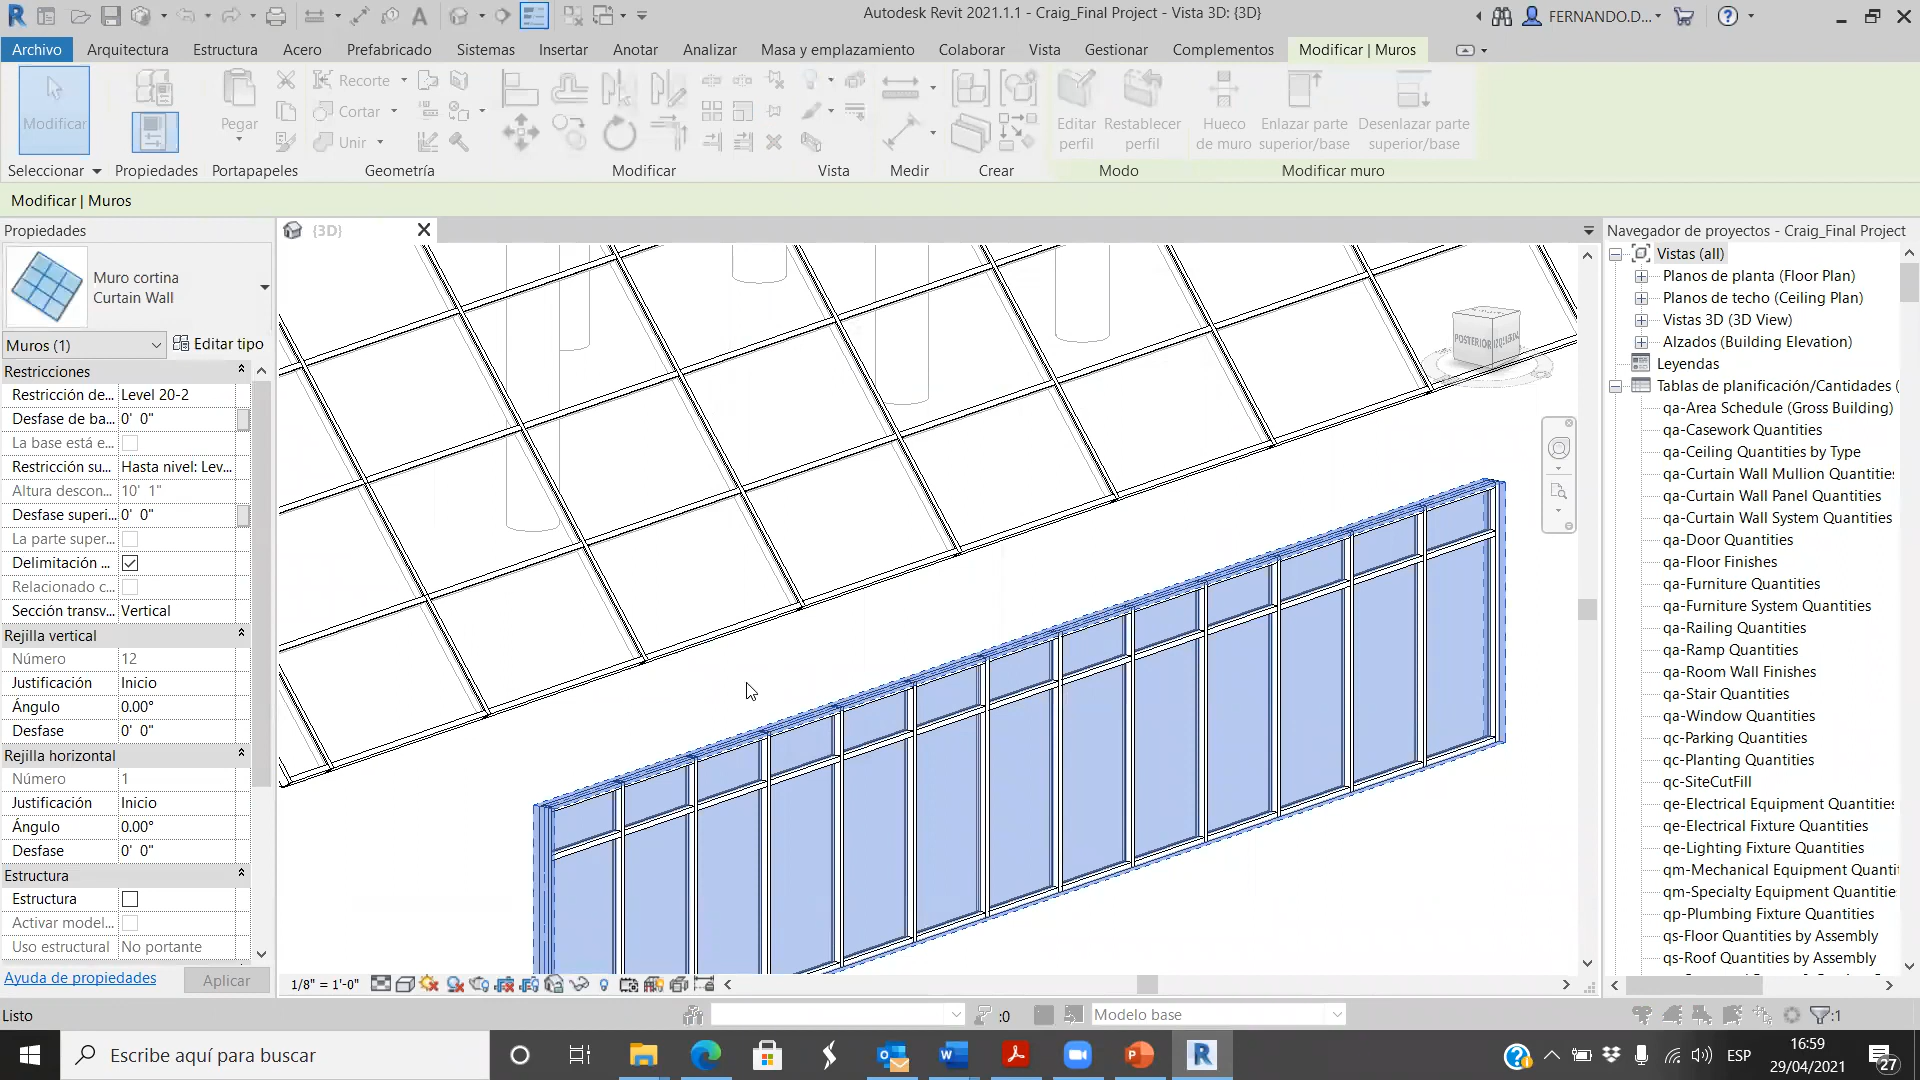 Autodesk Revit 2021.1.1 - Craig_Final Project - Vista 3D: {3D}
FERNANDO.D...
Archivo Arquitectura Estructura Acero Prefabricado Sistemas Insertar Anotar Analizar Masa y emplazamiento Colaborar Vista Gestionar Complementos Modificar | Muros
Modificar
Pegar
Recorte
Cortar
Unir
Editar perfil
Restablecer perfil
Hueco de muro
Enlazar parte superior/base
Desenlazar parte superior/base
Seleccionar Propiedades Portapapeles Geometría Modificar Vista Medir Crear Modo Modificar muro
Modificar | Muros
Propiedades
Muro cortina
Curtain Wall
Muros (1) Editar tipo
Restricciones
Restricción de... Level 20-2
Desfase de ba... 0' 0"
La base está e...
Restricción su... Hasta nivel: Lev...
Altura descon... 10' 1"
Desfase superi... 0' 0"
La parte super...
Delimitación ...
Relacionado c...
Sección transv... Vertical
Rejilla vertical
Número 12
Justificación Inicio
Ángulo 0.00°
Desfase 0' 0"
Rejilla horizontal
Número 1
Justificación Inicio
Ángulo 0.00°
Desfase 0' 0"
Estructura
Estructura
Activar model...
Uso estructural No portante
Ayuda de propiedades Aplicar
{3D}
POSTERIOR
1/8" = 1'-0"
Navegador de proyectos - Craig_Final Project
Vistas (all)
Planos de planta (Floor Plan)
Planos de techo (Ceiling Plan)
Vistas 3D (3D View)
Alzados (Building Elevation)
Leyendas
Tablas de planificación/Cantidades (
qa-Area Schedule (Gross Building)
qa-Casework Quantities
qa-Ceiling Quantities by Type
qa-Curtain Wall Mullion Quantities
qa-Curtain Wall Panel Quantities
qa-Curtain Wall System Quantities
qa-Door Quantities
qa-Floor Finishes
qa-Furniture Quantities
qa-Furniture System Quantities
qa-Railing Quantities
qa-Ramp Quantities
qa-Room Wall Finishes
qa-Stair Quantities
qa-Window Quantities
qc-Parking Quantities
qc-Planting Quantities
qc-SiteCutFill
qe-Electrical Equipment Quantities
qe-Electrical Fixture Quantities
qe-Lighting Fixture Quantities
qm-Mechanical Equipment Quanti
qm-Specialty Equipment Quantitie
qp-Plumbing Fixture Quantities
qs-Floor Quantities by Assembly
qs-Roof Quantities by Assembly
Listo
:0
Modelo base
:1
Escribe aquí para buscar
ESP
16:59
29/04/2021
27